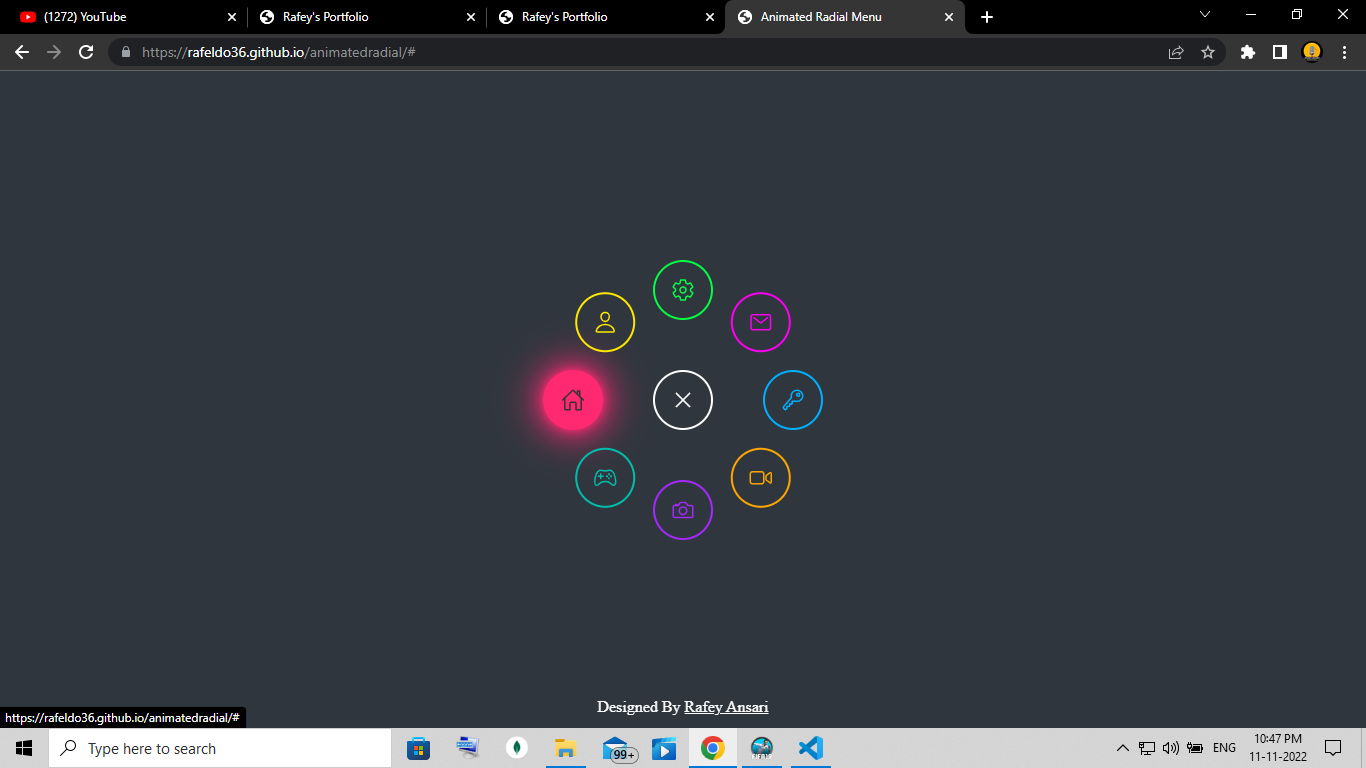 (1272) YouTube
Rafey's Portfolio
Rafey's Portfolio
Animated Radial Menu
https://rafeldo36.github.io/animatedradial/#
Designed By Rafey Ansari
https://rafeldo36.github.io/animatedradial/#
Type here to search
99+
ENG
10:47 PM
11-11-2022